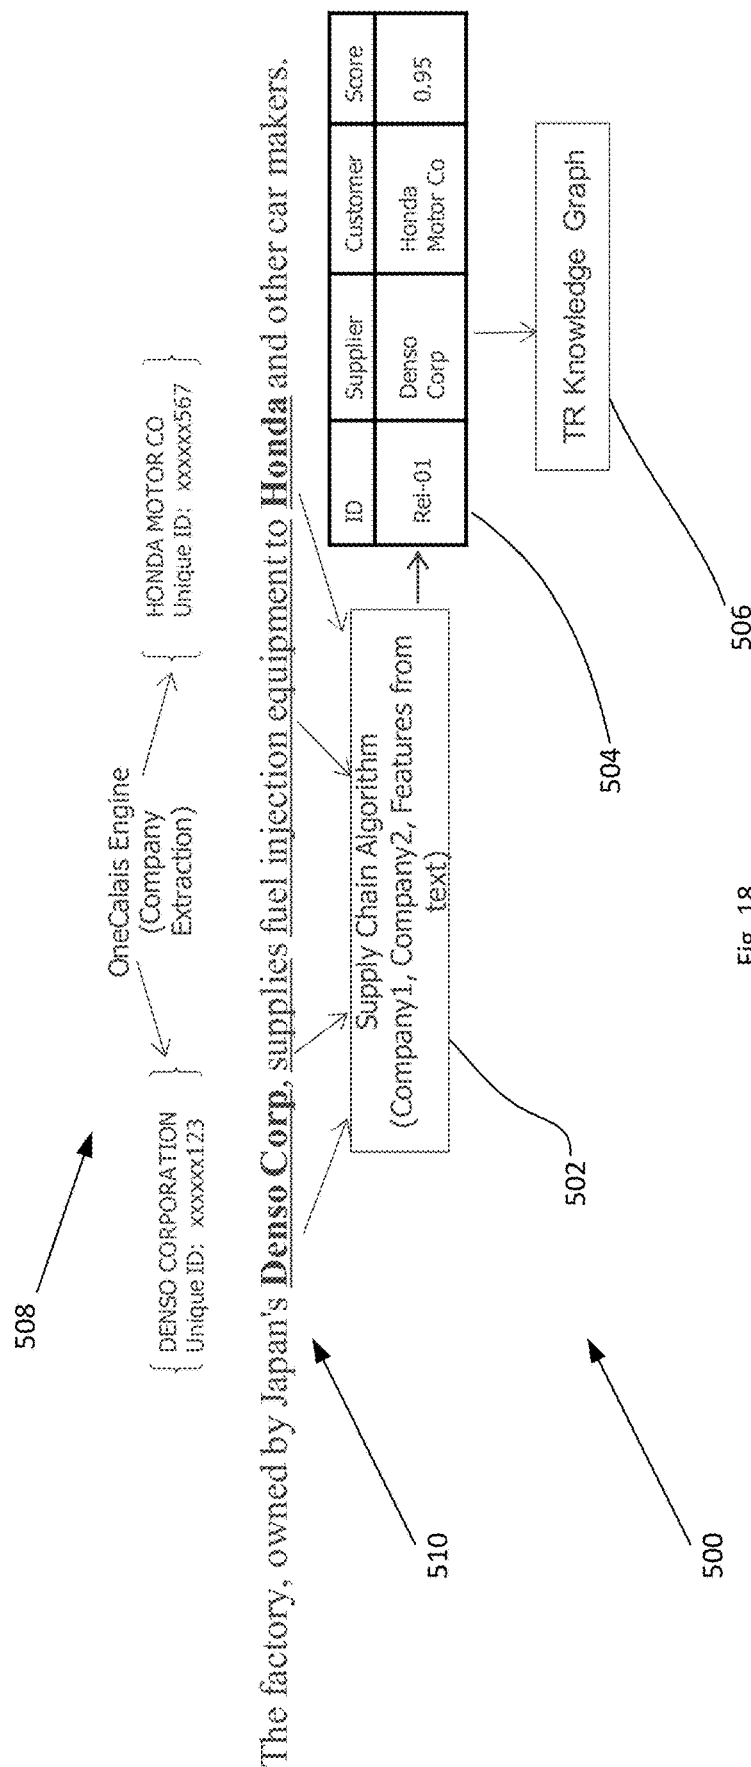 508
OneCalais Engine
(Company
Extraction)
DENSO CORPORATION
Unique ID: xxxxxx123
HONDA MOTOR CO
Unique ID: xxxxxx567
The factory, owned by Japan's Denso Corp, supplies fuel injection equipment to Honda and other car makers.
510
Supply Chain Algorithm
(Company1, Company2, Features from
text)
502
ID Supplier Customer Score
Rel-01 Denso Corp Honda Motor Co 0.95
504
TR Knowledge Graph
506
500
Fig. 18